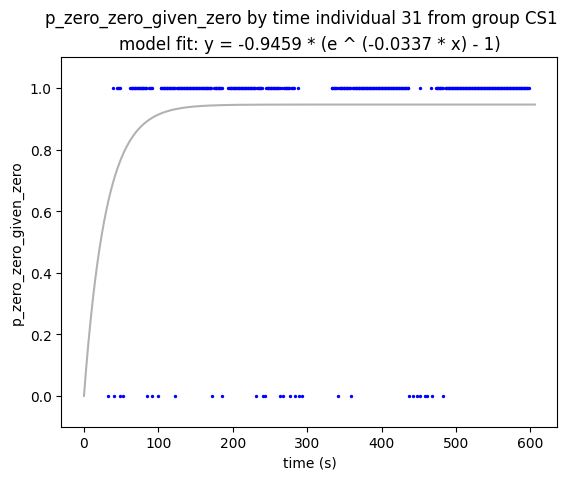 p_zero_zero_given_zero by time individual 31 from group CS1
model fit: y = -0.9459 * (e ^ (-0.0337 * x) - 1)
1.0
0.8
0.6
0.4
0.2
0.0
p_zero_zero_given_zero
0 100 200 300 400 500 600
time (s)